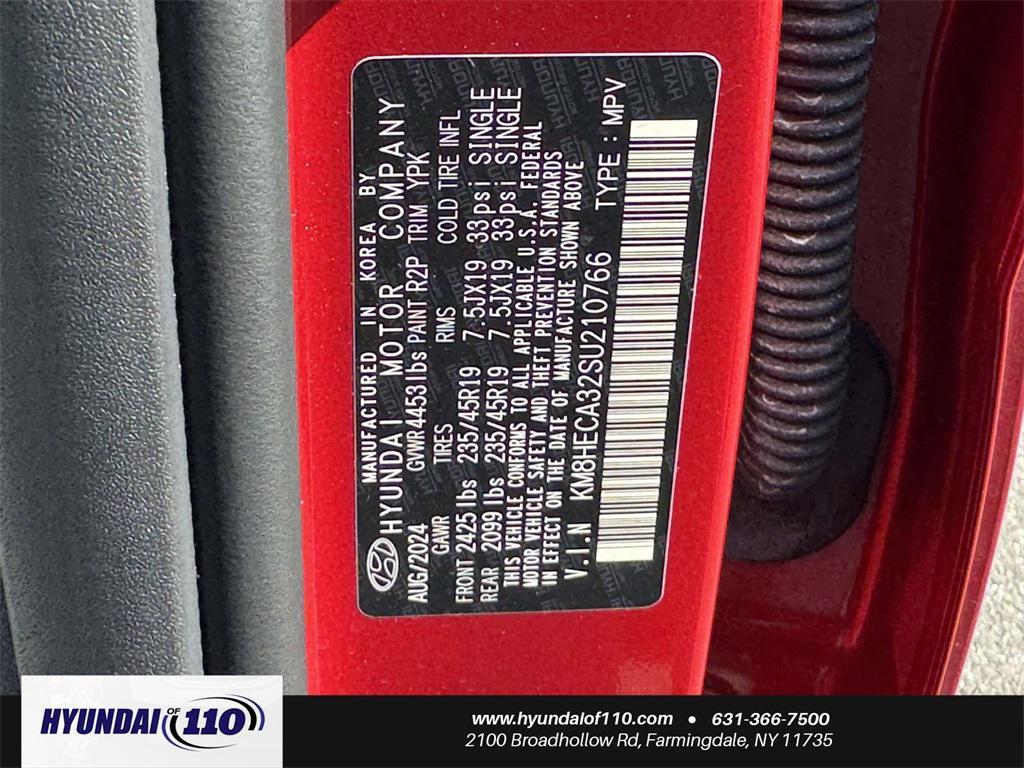 MANUFACTURED IN KOREA BY
HYUNDAI MOTOR COMPANY
AUG/2024 GVWR 4453 lbs PAINT R2P TRIM YPK
GAWR TIRES RIMS COLD TIRE INFL
FRONT 2425 lbs 235/45R19 7.5JX19 33 psi SINGLE
REAR 2099 lbs 235/45R19 7.5JX19 33 psi SINGLE
THIS VEHICLE CONFORMS TO ALL APPLICABLE U.S.A. FEDERAL
MOTOR VEHICLE SAFETY AND THEFT PREVENTION STANDARDS
IN EFFECT ON THE DATE OF MANUFACTURE SHOWN ABOVE
V.I.N KM8HECA32SU210766 TYPE : MPV
HYUNDAI OF 110
www.hyundaiof110.com • 631-366-7500
2100 Broadhollow Rd, Farmingdale, NY 11735